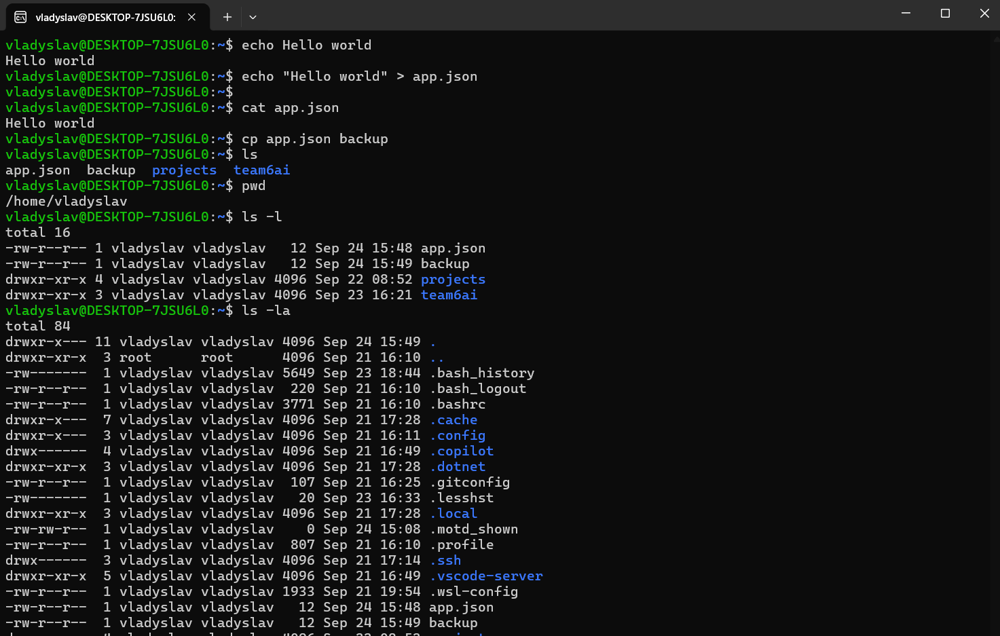 vladyslav@DESKTOP-7JSU6L0:
vladyslav@DESKTOP-7JSU6L0:~$ echo Hello world
Hello world
vladyslav@DESKTOP-7JSU6L0:~$ echo "Hello world" > app.json
vladyslav@DESKTOP-7JSU6L0:~$
vladyslav@DESKTOP-7JSU6L0:~$ cat app.json
Hello world
vladyslav@DESKTOP-7JSU6L0:~$ cp app.json backup
vladyslav@DESKTOP-7JSU6L0:~$ ls
app.json  backup  projects  team6ai
vladyslav@DESKTOP-7JSU6L0:~$ pwd
/home/vladyslav
vladyslav@DESKTOP-7JSU6L0:~$ ls -l
total 16
-rw-r--r-- 1 vladyslav vladyslav   12 Sep 24 15:48 app.json
-rw-r--r-- 1 vladyslav vladyslav   12 Sep 24 15:49 backup
drwxr-xr-x 4 vladyslav vladyslav 4096 Sep 22 08:52 projects
drwxr-xr-x 3 vladyslav vladyslav 4096 Sep 23 16:21 team6ai
vladyslav@DESKTOP-7JSU6L0:~$ ls -la
total 84
drwxr-x--- 11 vladyslav vladyslav 4096 Sep 24 15:49 .
drwxr-xr-x  3 root      root      4096 Sep 21 16:10 ..
-rw-------  1 vladyslav vladyslav 5649 Sep 23 18:44 .bash_history
-rw-r--r--  1 vladyslav vladyslav  220 Sep 21 16:10 .bash_logout
-rw-r--r--  1 vladyslav vladyslav 3771 Sep 21 16:10 .bashrc
drwxr-x---  7 vladyslav vladyslav 4096 Sep 21 17:28 .cache
drwxr-x---  3 vladyslav vladyslav 4096 Sep 21 16:11 .config
drwx------  4 vladyslav vladyslav 4096 Sep 21 16:49 .copilot
drwxr-xr-x  3 vladyslav vladyslav 4096 Sep 21 17:28 .dotnet
-rw-r--r--  1 vladyslav vladyslav  107 Sep 21 16:25 .gitconfig
-rw-------  1 vladyslav vladyslav   20 Sep 23 16:33 .lesshst
drwxr-xr-x  3 vladyslav vladyslav 4096 Sep 21 17:28 .local
-rw-rw-r--  1 vladyslav vladyslav    0 Sep 24 15:08 .motd_shown
-rw-r--r--  1 vladyslav vladyslav  807 Sep 21 16:10 .profile
drwx------  3 vladyslav vladyslav 4096 Sep 21 17:14 .ssh
drwxr-xr-x  5 vladyslav vladyslav 4096 Sep 21 16:49 .vscode-server
-rw-r--r--  1 vladyslav vladyslav 1933 Sep 21 19:54 .wsl-config
-rw-r--r--  1 vladyslav vladyslav   12 Sep 24 15:48 app.json
-rw-r--r--  1 vladyslav vladyslav   12 Sep 24 15:49 backup